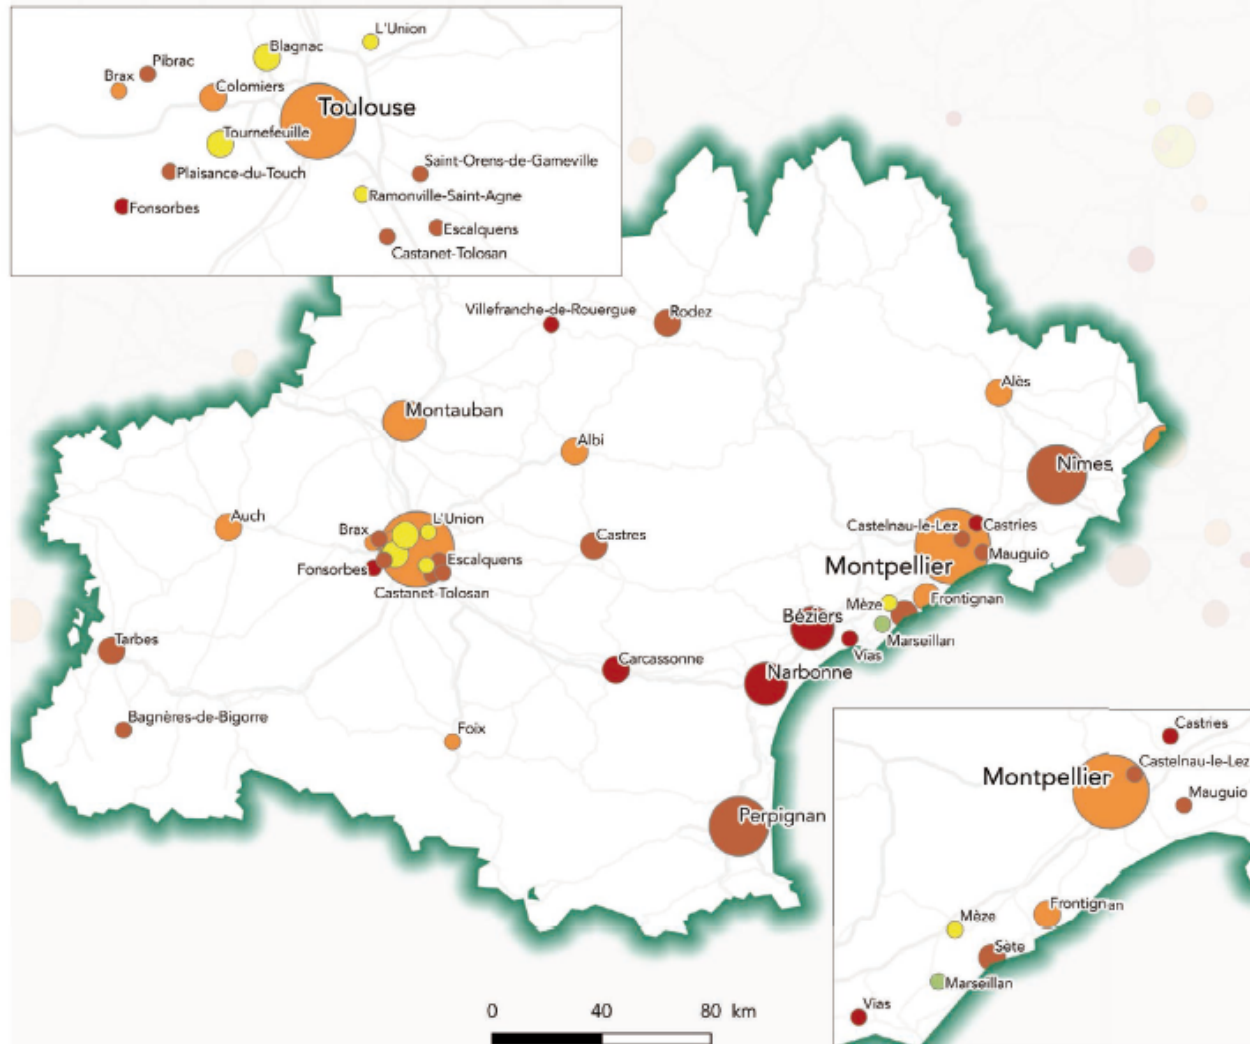 L'Union
Blagnac
Pibrac
Brax
Colomiers
Toulouse
Tournefeuille
Saint-Orens-de-Gameville
Plaisance-du-Touch
Ramonville-Saint-Agne
Fonsorbes
Escalquens
Castanet-Tolosan
Villefranche-de-Rouergue
Rodez
Alès
Montauban
Albi
Nîmes
Auch
L'Union
Brax
Castelnau-le-Lez
Castries
Castres
Mauguio
Escalquens
Fonsorbes
Montpellier
Castanet-Tolosan
Mèze
Frontignan
Béziers
Marseillan
Tarbes
Vias
Carcassonne
Narbonne
Bagnères-de-Bigorre
Foix
Castries
Castelnau-le-Lez
Montpellier
Mauguio
Perpignan
Frontignan
Mèze
Sète
Marseillan
Vias
0 40 80 km